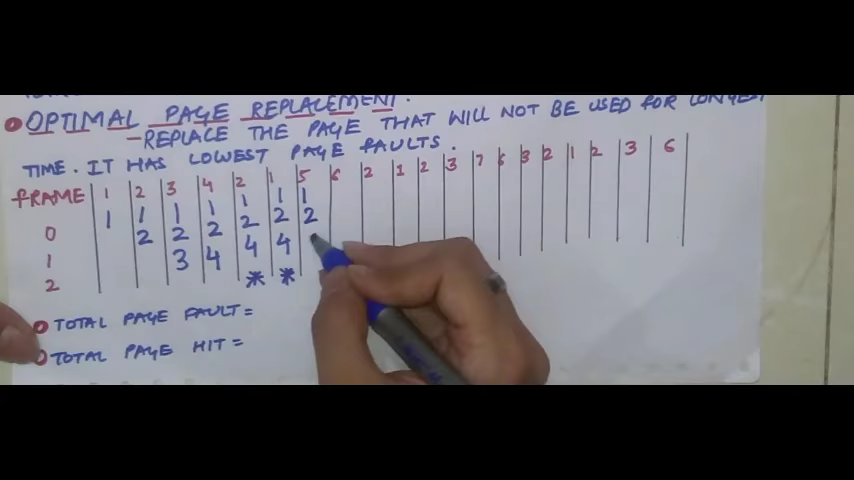 OPTIMAL PAGE REPLACEMENT.
-REPLACE THE PAGE THAT WILL NOT BE USED FOR LONGEST
TIME. IT HAS LOWEST PAGE FAULTS.
FRAME 1 2 3 4 2 1 5 6 2 1 2 3 7 6 3 2 1 2 3 6
0 1 1 1 1 1 1 1
1 2 2 2 2 2 2
2 3 4 4 4
* *
TOTAL PAGE FAULT =
TOTAL PAGE HIT =